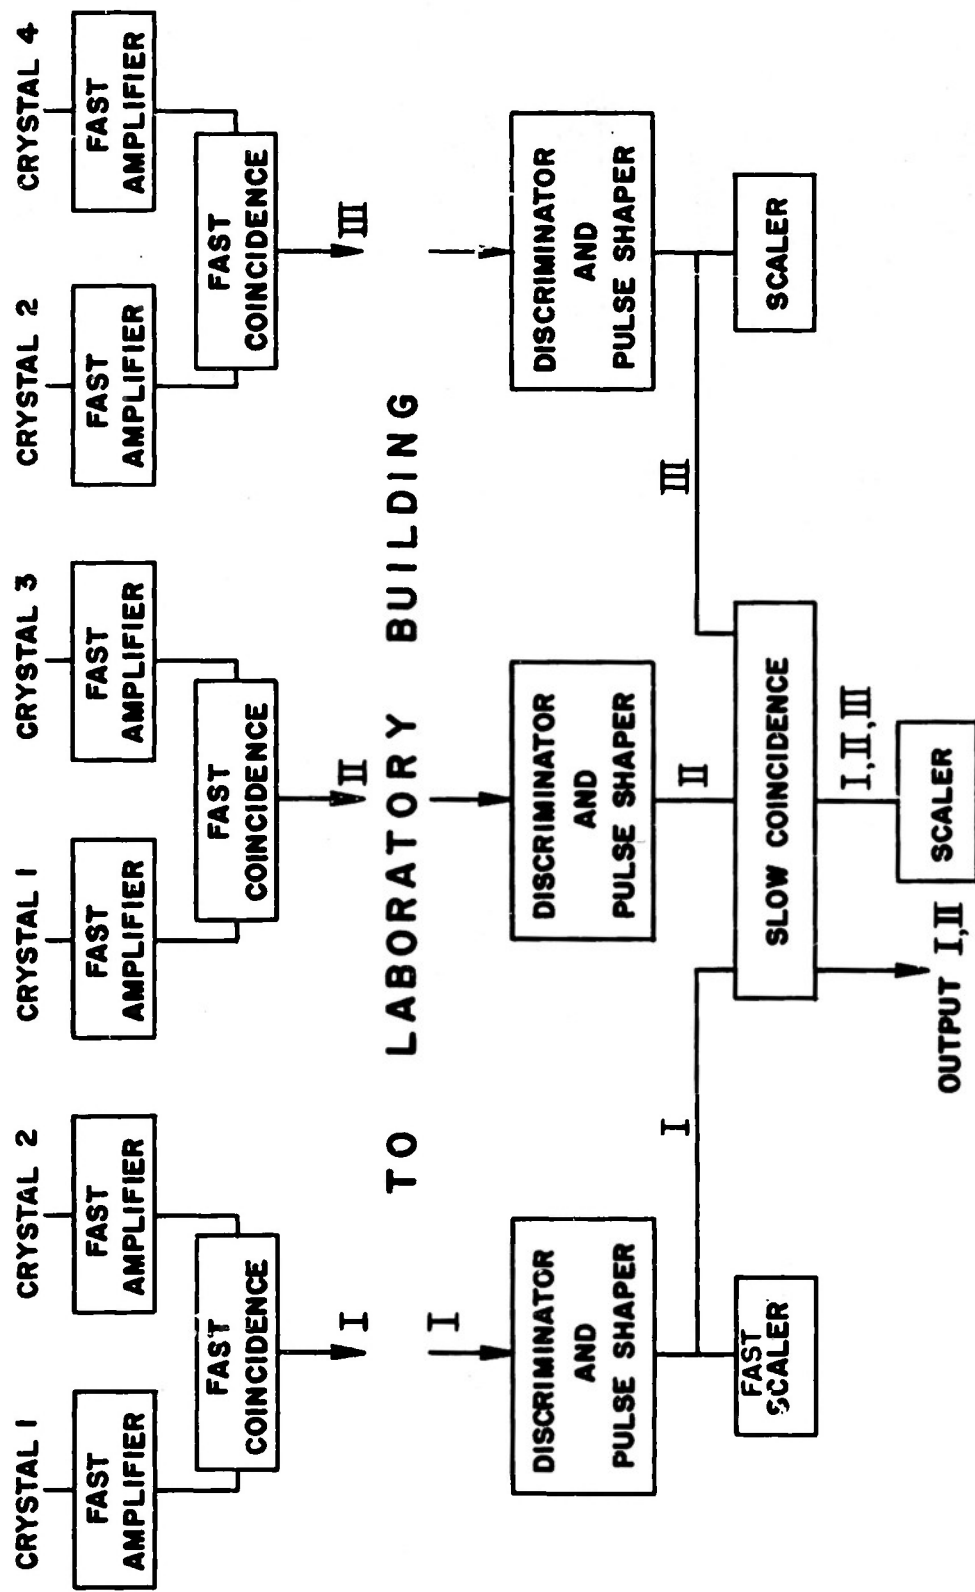 CRYSTAL 1
CRYSTAL 2
CRYSTAL 1
CRYSTAL 3
CRYSTAL 2
CRYSTAL 4
FAST
AMPLIFIER
FAST
AMPLIFIER
FAST
AMPLIFIER
FAST
AMPLIFIER
FAST
AMPLIFIER
FAST
AMPLIFIER
FAST
COINCIDENCE
FAST
COINCIDENCE
FAST
COINCIDENCE
I
II
III
TO LABORATORY BUILDING
I
DISCRIMINATOR
AND
PULSE SHAPER
DISCRIMINATOR
AND
PULSE SHAPER
DISCRIMINATOR
AND
PULSE SHAPER
I
II
III
FAST
SCALER
SLOW COINCIDENCE
SCALER
I, II, III
OUTPUT I, II
SCALER